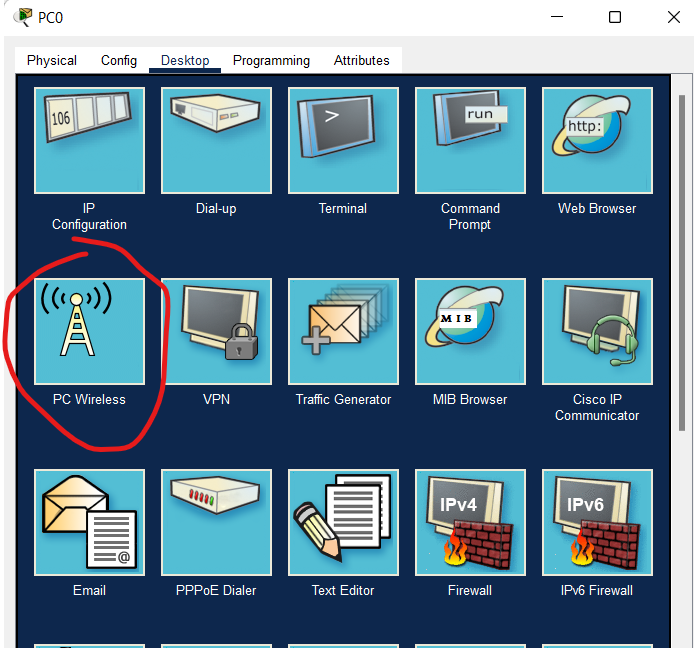 PC0
Physical Config Desktop Programming Attributes
106
>
run
http:
IP
Configuration
Dial-up
Terminal
Command
Prompt
Web Browser
MIB
PC Wireless
VPN
Traffic Generator
MIB Browser
Cisco IP
Communicator
@
IPv4
IPv6
Email
PPPoE Dialer
Text Editor
Firewall
IPv6 Firewall